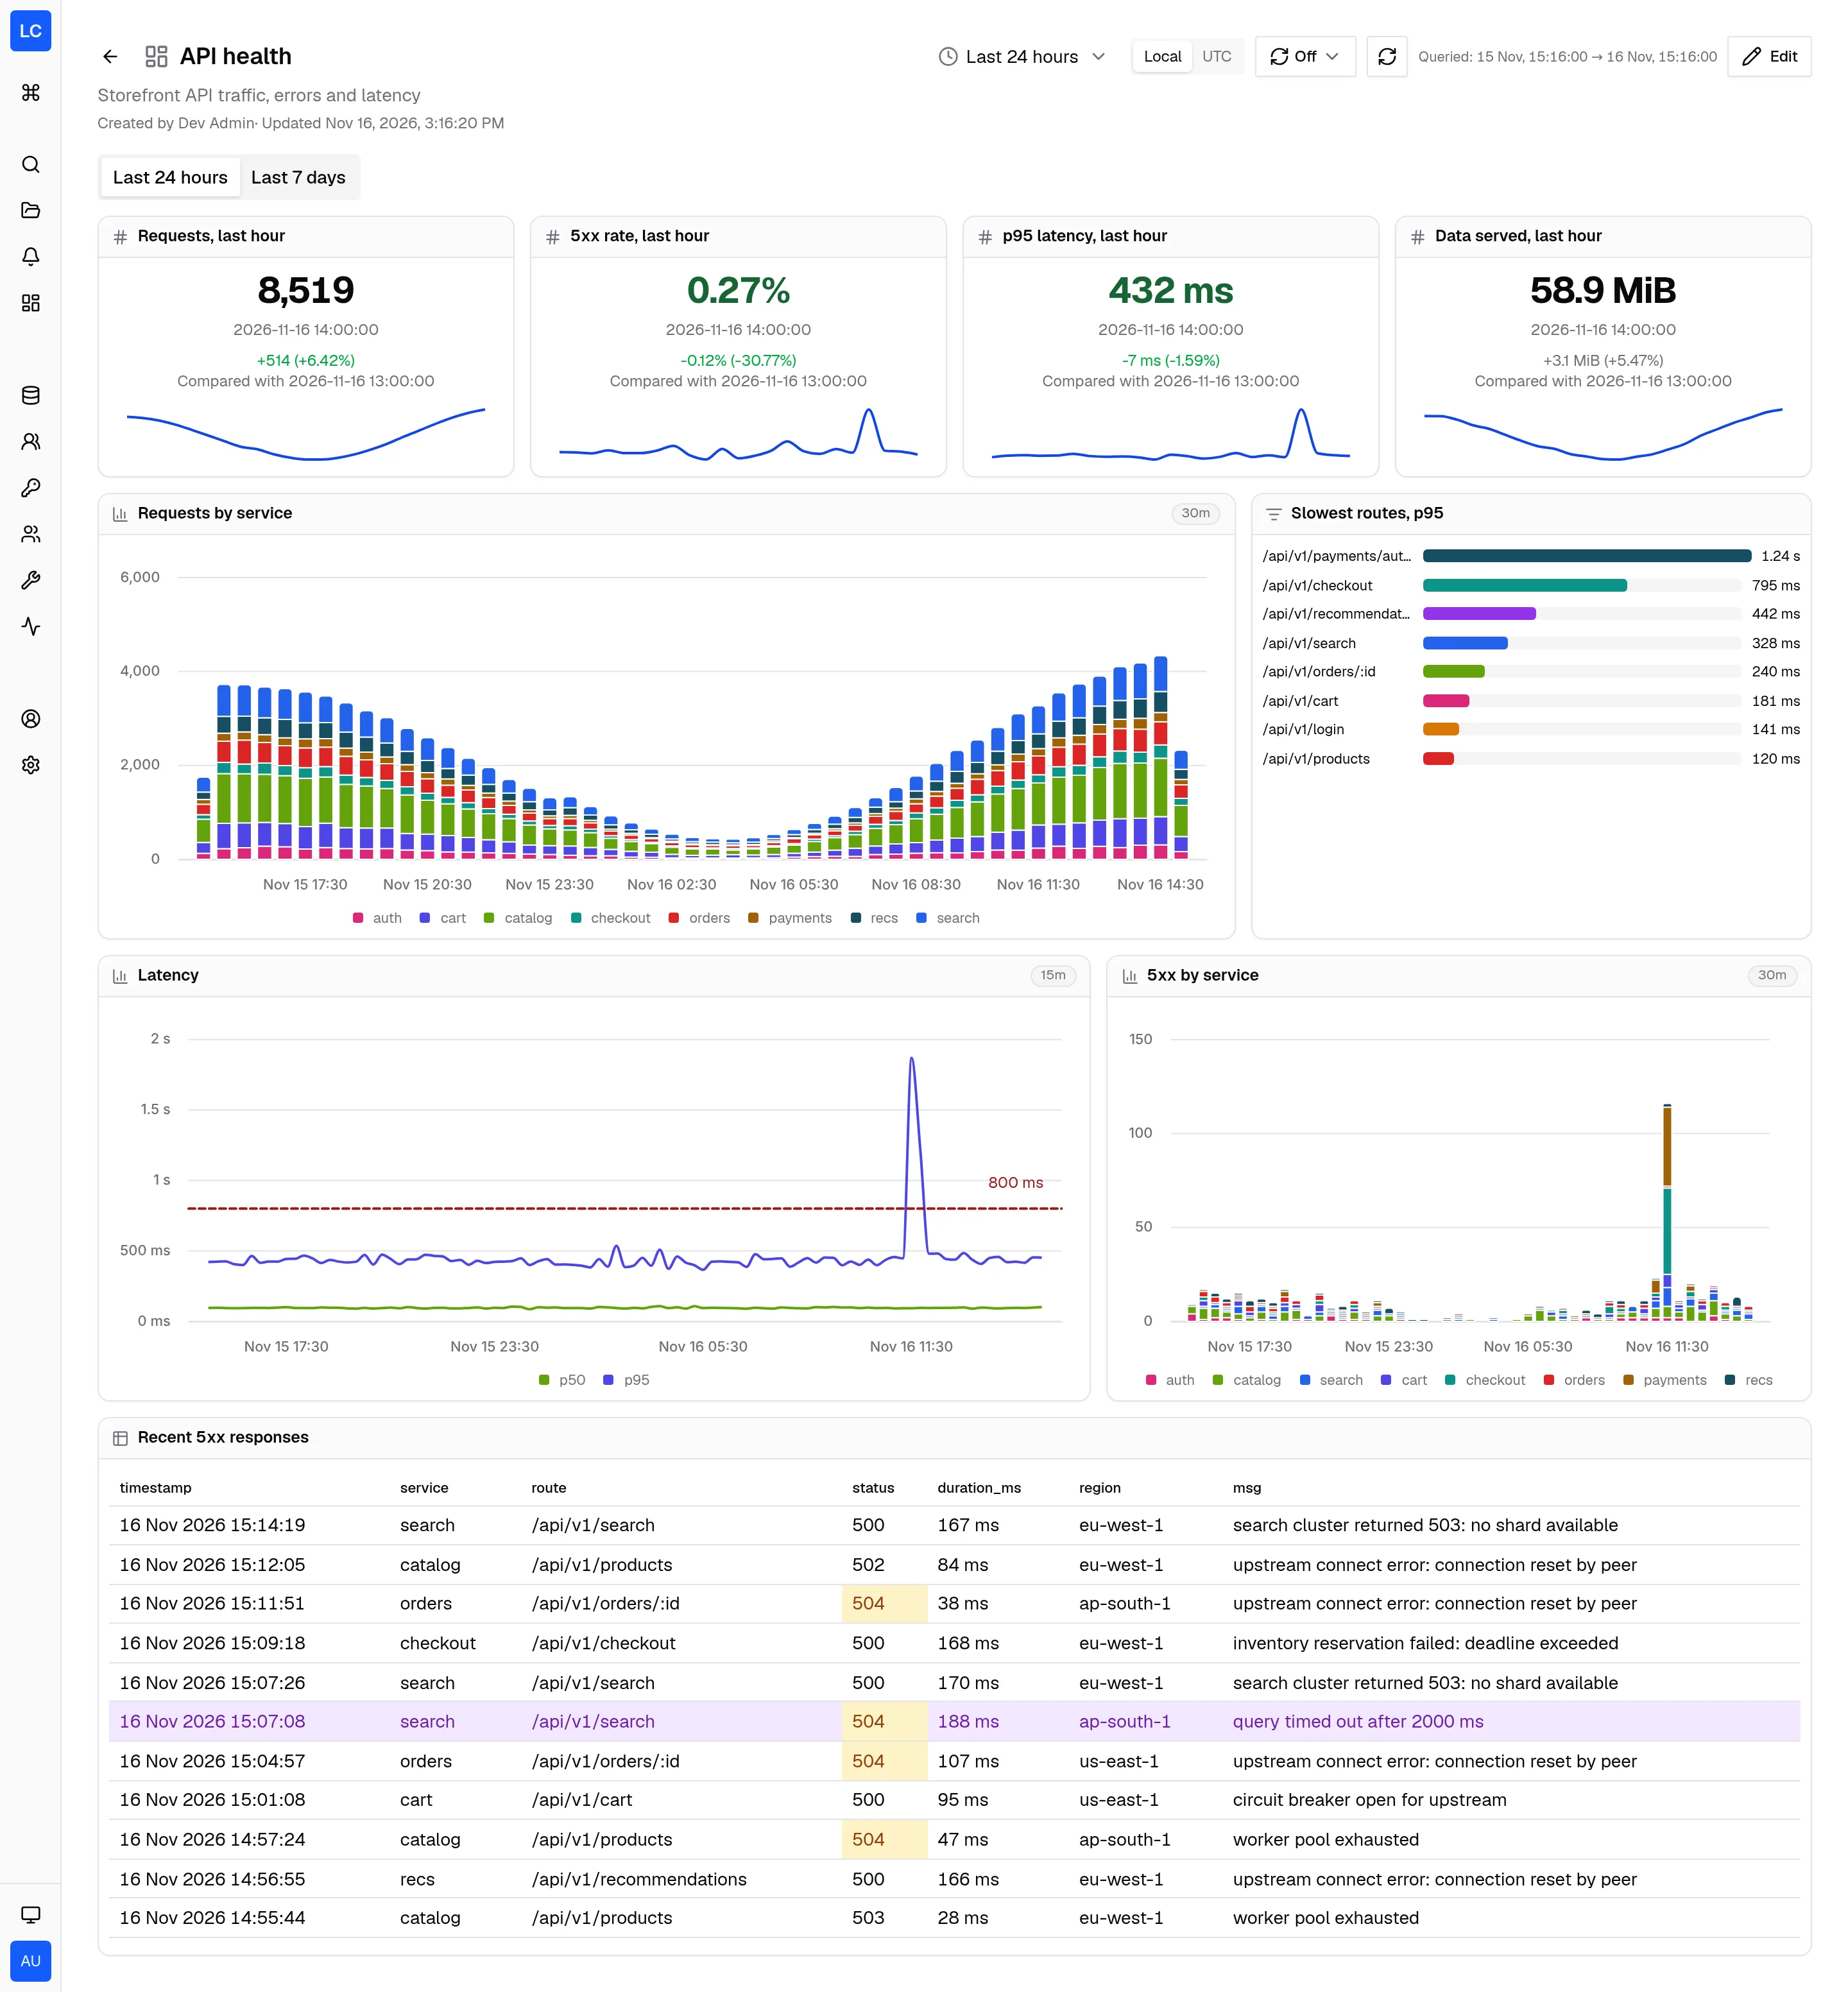 LC
API health
Last 24 hours
Local
UTC
Off
Queried: 15 Nov, 15:16:00 → 16 Nov, 15:16:00
Edit
Storefront API traffic, errors and latency
Created by Dev Admin· Updated Nov 16, 2026, 3:16:20 PM
Last 24 hours
Last 7 days
Requests, last hour
8,519
2026-11-16 14:00:00
+514 (+6.42%)
Compared with 2026-11-16 13:00:00
5xx rate, last hour
0.27%
2026-11-16 14:00:00
-0.12% (-30.77%)
Compared with 2026-11-16 13:00:00
p95 latency, last hour
432 ms
2026-11-16 14:00:00
-7 ms (-1.59%)
Compared with 2026-11-16 13:00:00
Data served, last hour
58.9 MiB
2026-11-16 14:00:00
+3.1 MiB (+5.47%)
Compared with 2026-11-16 13:00:00
Requests by service
30m
6,000
4,000
2,000
0
Nov 15 17:30
Nov 15 20:30
Nov 15 23:30
Nov 16 02:30
Nov 16 05:30
Nov 16 08:30
Nov 16 11:30
Nov 16 14:30
auth
cart
catalog
checkout
orders
payments
recs
search
Slowest routes, p95
/api/v1/payments/aut... 1.24 s
/api/v1/checkout 795 ms
/api/v1/recommendat... 442 ms
/api/v1/search 328 ms
/api/v1/orders/:id 240 ms
/api/v1/cart 181 ms
/api/v1/login 141 ms
/api/v1/products 120 ms
Latency
15m
2 s
1.5 s
1 s
800 ms
500 ms
0 ms
Nov 15 17:30
Nov 15 23:30
Nov 16 05:30
Nov 16 11:30
p50
p95
5xx by service
30m
150
100
50
0
Nov 15 17:30
Nov 15 23:30
Nov 16 05:30
Nov 16 11:30
auth
catalog
search
cart
checkout
orders
payments
recs
Recent 5xx responses
timestamp service route status duration_ms region msg
16 Nov 2026 15:14:19 search /api/v1/search 500 167 ms eu-west-1 search cluster returned 503: no shard available
16 Nov 2026 15:12:05 catalog /api/v1/products 502 84 ms eu-west-1 upstream connect error: connection reset by peer
16 Nov 2026 15:11:51 orders /api/v1/orders/:id 504 38 ms ap-south-1 upstream connect error: connection reset by peer
16 Nov 2026 15:09:18 checkout /api/v1/checkout 500 168 ms eu-west-1 inventory reservation failed: deadline exceeded
16 Nov 2026 15:07:26 search /api/v1/search 500 170 ms eu-west-1 search cluster returned 503: no shard available
16 Nov 2026 15:07:08 search /api/v1/search 504 188 ms ap-south-1 query timed out after 2000 ms
16 Nov 2026 15:04:57 orders /api/v1/orders/:id 504 107 ms us-east-1 upstream connect error: connection reset by peer
16 Nov 2026 15:01:08 cart /api/v1/cart 500 95 ms us-east-1 circuit breaker open for upstream
16 Nov 2026 14:57:24 catalog /api/v1/products 504 47 ms ap-south-1 worker pool exhausted
16 Nov 2026 14:56:55 recs /api/v1/recommendations 500 166 ms eu-west-1 upstream connect error: connection reset by peer
16 Nov 2026 14:55:44 catalog /api/v1/products 503 28 ms eu-west-1 worker pool exhausted
AU